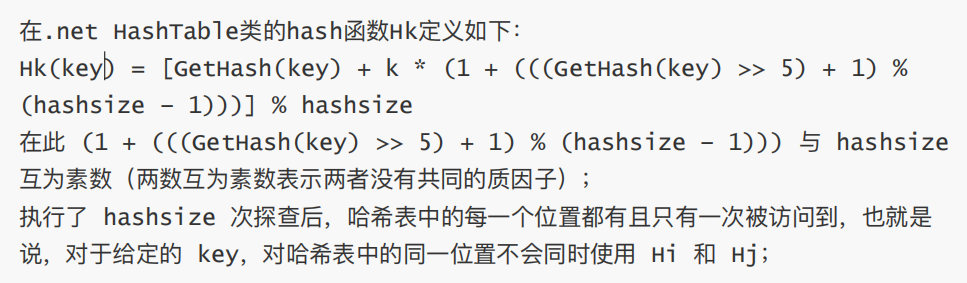 在.net HashTable类的hash函数Hk定义如下：
Hk(key) = [GetHash(key) + k * (1 + (((GetHash(key) >> 5) + 1) %
(hashsize – 1)))] % hashsize
在此 (1 + (((GetHash(key) >> 5) + 1) % (hashsize – 1))) 与 hashsize
互为素数（两数互为素数表示两者没有共同的质因子）；
执行了 hashsize 次探查后，哈希表中的每一个位置都有且只有一次被访问到，也就是
说，对于给定的 key，对哈希表中的同一位置不会同时使用 Hi 和 Hj；